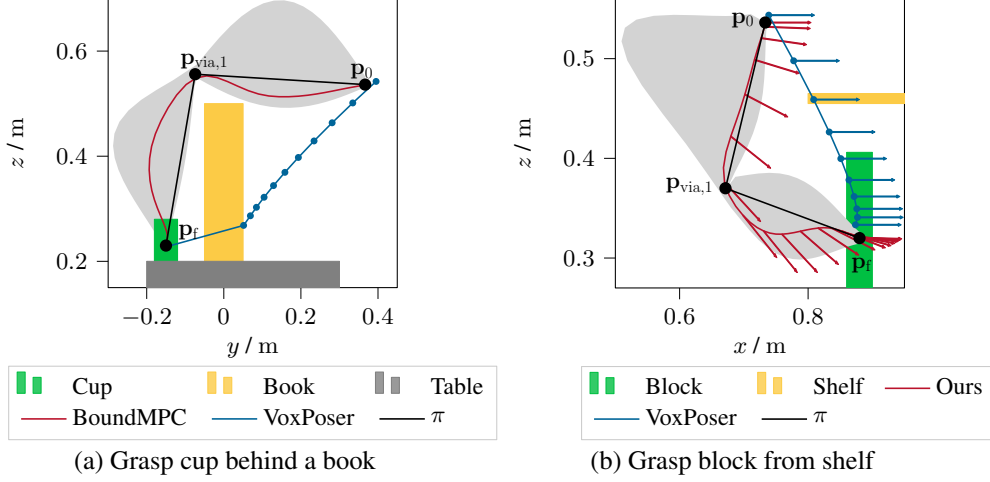 0.6
0.4
0.2
z / m
p_via,1
p_0
p_f
−0.2 0 0.2 0.4
y / m
Cup Book Table
BoundMPC VoxPoser π
(a) Grasp cup behind a book
0.5
0.4
0.3
z / m
p_0
p_via,1
p_f
0.6 0.8
x / m
Block Shelf Ours
VoxPoser π
(b) Grasp block from shelf